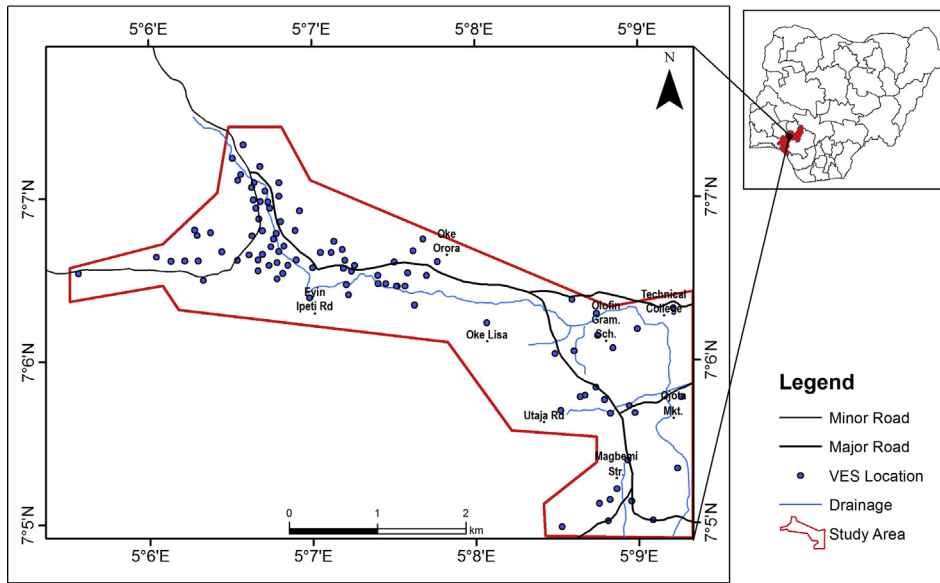 5°6'E
5°7'E
5°8'E
5°9'E
N
7°7'N
7°7'N
Oke
Orora
Eyin
Ipeti Rd
Technical
College
Olofin
Gram.
Sch.
Oke Lisa
7°6'N
7°6'N
Ojota
Mkt.
Utaja Rd
Magbemi
Str.
7°5'N
7°5'N
0 1 2
km
5°6'E
5°7'E
5°8'E
5°9'E
Legend
Minor Road
Major Road
VES Location
Drainage
Study Area